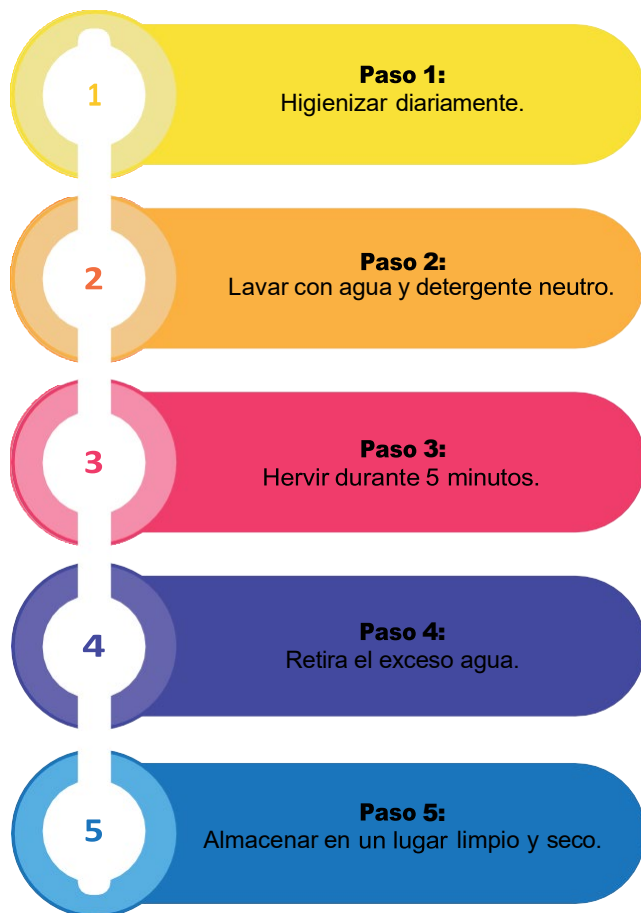 1
Paso 1:
Higienizar diariamente.
2
Paso 2:
Lavar con agua y detergente neutro.
3
Paso 3:
Hervir durante 5 minutos.
4
Paso 4:
Retira el exceso agua.
5
Paso 5:
Almacenar en un lugar limpio y seco.